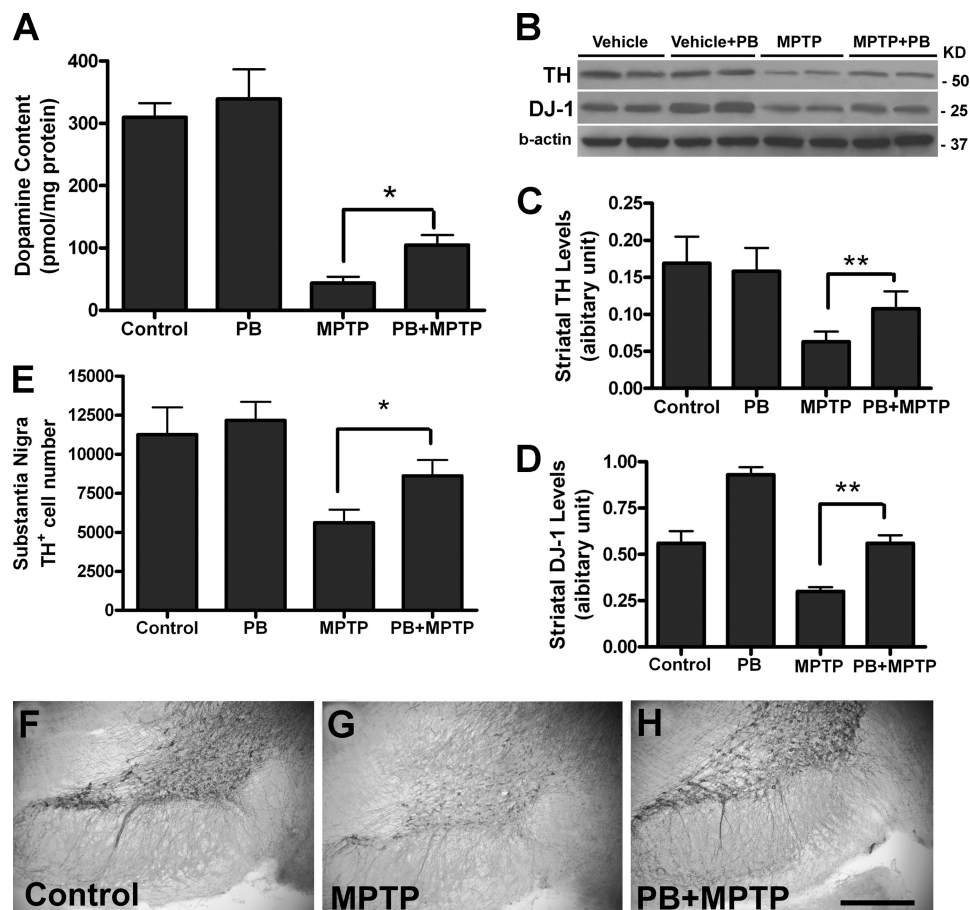 A
Dopamine Content
(pmol/mg protein)
400
300
200
100
0
*
Control PB MPTP PB+MPTP
B
Vehicle Vehicle+PB MPTP MPTP+PB
KD
TH - 50
DJ-1 - 25
b-actin - 37
C
Striatal TH Levels
(aibitary unit)
0.25
0.20
0.15
0.10
0.05
0.00
**
Control PB MPTP PB+MPTP
E
Substantia Nigra
TH+ cell number
15000
12500
10000
7500
5000
2500
0
*
Control PB MPTP PB+MPTP
D
Striatal DJ-1 Levels
(aibitary unit)
1.00
0.75
0.50
0.25
0.00
**
Control PB MPTP PB+MPTP
F
Control
G
MPTP
H
PB+MPTP